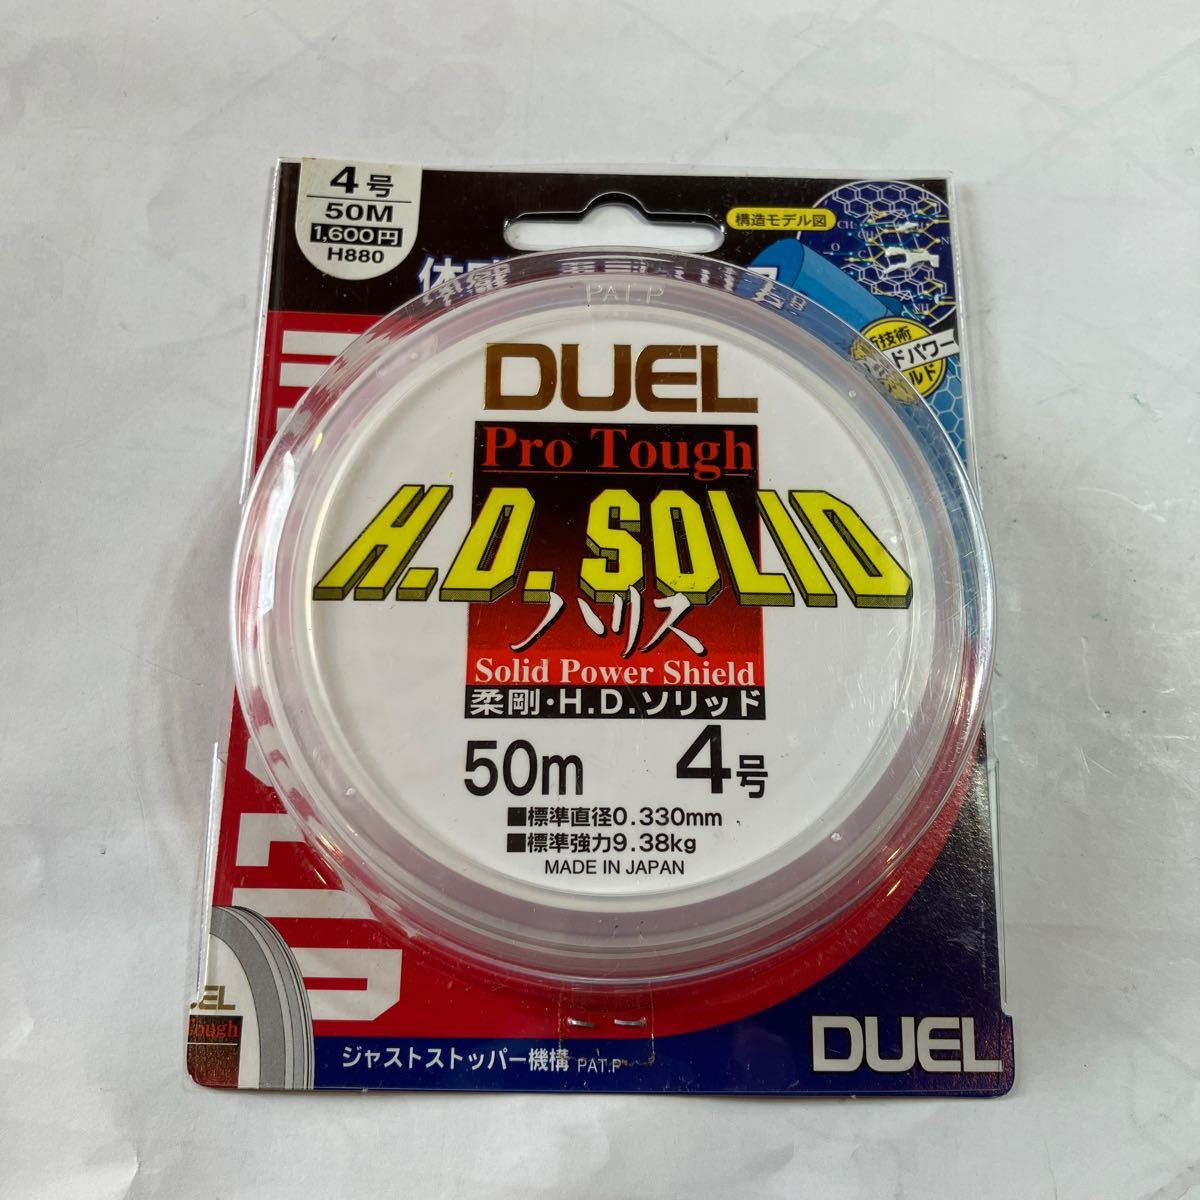 4号
50M
1,600円
H880
構造モデル図
PAT.P
DUEL
Pro Tough
H.D. SOLID
ハリス
Solid Power Shield
柔剛・H.D.ソリッド
50m 4号
■標準直径0.330mm
■標準強力9.38kg
MADE IN JAPAN
ジャストストッパー機構 PAT.P
DUEL